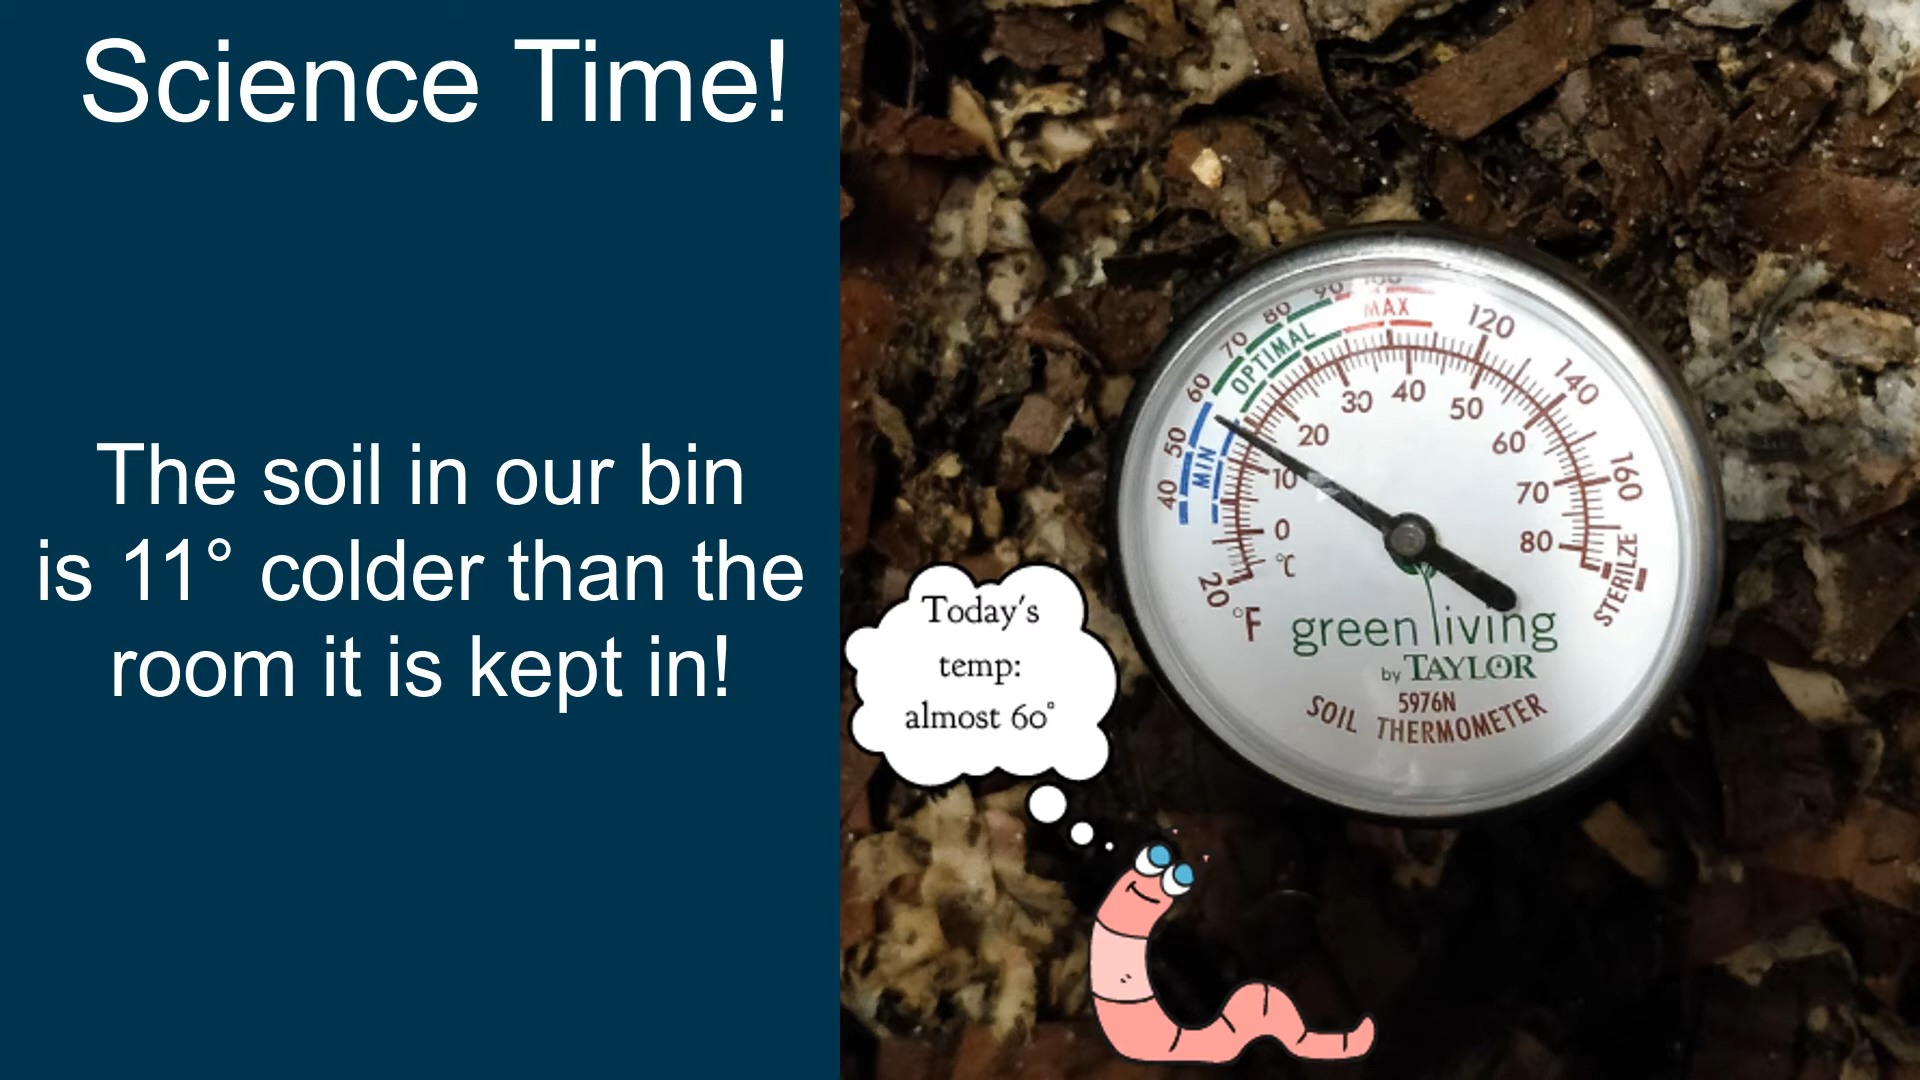 Science Time!
The soil in our bin
is 11° colder than the
room it is kept in!
Today's
temp:
almost 60°
20 40 50 60 70 80 90 100 120 140 160
MIN OPTIMAL MAX STERILIZE
0 10 20 30 40 50 60 70 80
°C
°F
green living
by TAYLOR
5976N
SOIL THERMOMETER